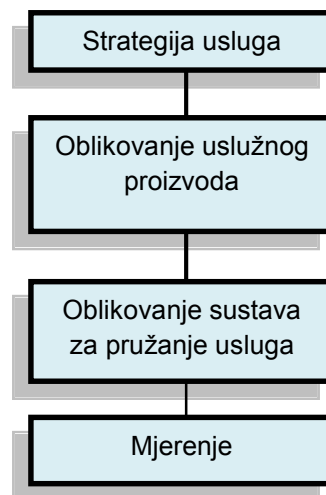 Strategija usluga
Oblikovanje uslužnog
proizvoda
Oblikovanje sustava
za pružanje usluga
Mjerenje